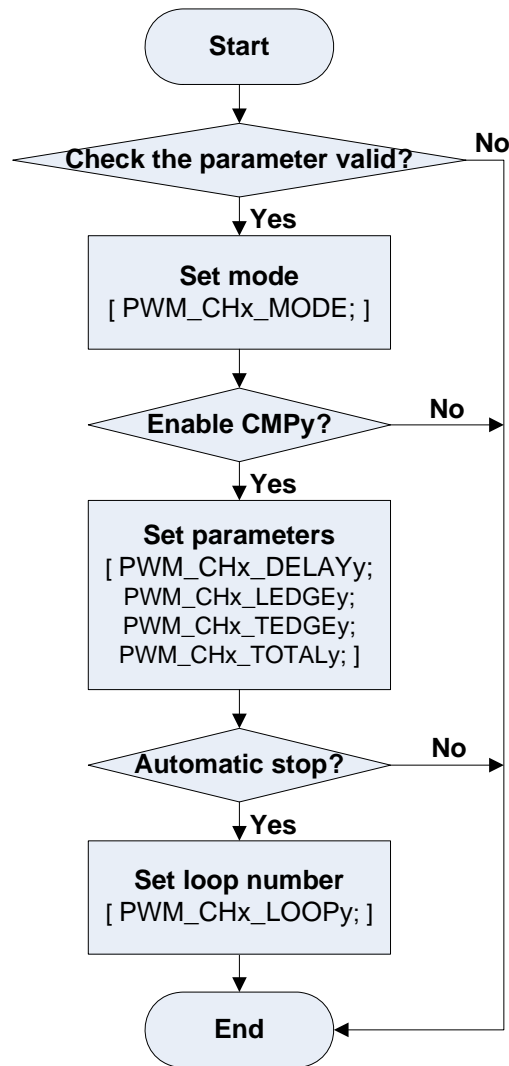 Start
Check the parameter valid?
No
Yes
Set mode
[ PWM_CHx_MODE; ]
Enable CMPy?
No
Yes
Set parameters
[ PWM_CHx_DELAYy;
PWM_CHx_LEDGEy;
PWM_CHx_TEDGEy;
PWM_CHx_TOTALy; ]
Automatic stop?
No
Yes
Set loop number
[ PWM_CHx_LOOPy; ]
End